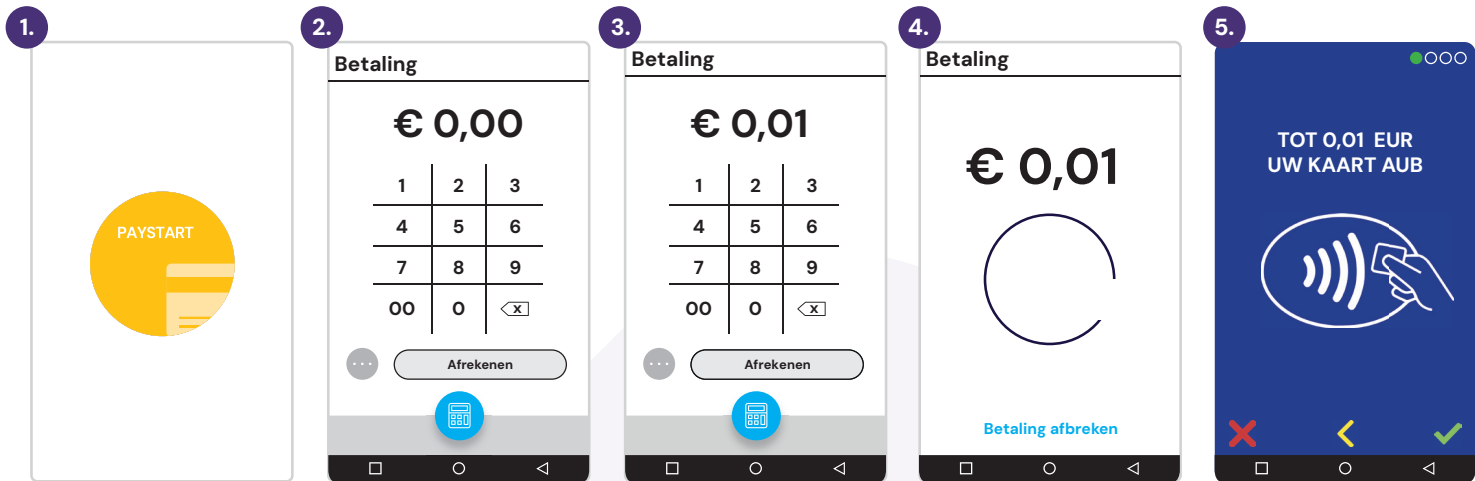 1.
PAYSTART
2.
Betaling
€ 0,00
1 2 3
4 5 6
7 8 9
00 0 X
Afrekenen
3.
Betaling
€ 0,01
1 2 3
4 5 6
7 8 9
00 0 X
Afrekenen
4.
Betaling
€ 0,01
Betaling afbreken
5.
TOT 0,01 EUR
UW KAART AUB